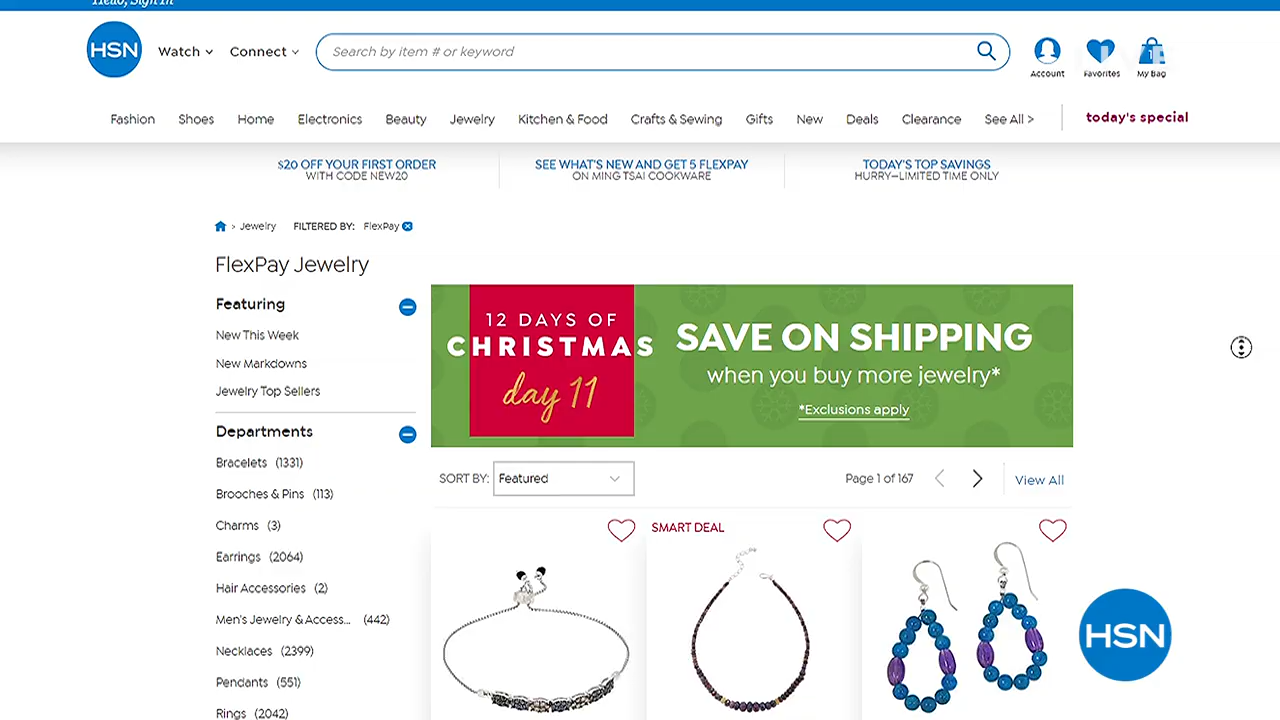 Hello, Sign In
HSN
Watch
Connect
Search by item # or keyword
LIVE
Account
Favorites
1
My Bag
Fashion
Shoes
Home
Electronics
Beauty
Jewelry
Kitchen & Food
Crafts & Sewing
Gifts
New
Deals
Clearance
See All >
today's special
$20 OFF YOUR FIRST ORDER
WITH CODE NEW20
SEE WHAT'S NEW AND GET 5 FLEXPAY
ON MING TSAI COOKWARE
TODAY'S TOP SAVINGS
HURRY—LIMITED TIME ONLY
> Jewelry FILTERED BY: FlexPay
FlexPay Jewelry
Featuring
New This Week
New Markdowns
Jewelry Top Sellers
Departments
Bracelets (1331)
Brooches & Pins (113)
Charms (3)
Earrings (2064)
Hair Accessories (2)
Men's Jewelry & Access... (442)
Necklaces (2399)
Pendants (551)
Rings (2042)
12 DAYS OF
CHRISTMAS
day 11
SAVE ON SHIPPING
when you buy more jewelry*
*Exclusions apply
SORT BY: Featured
Page 1 of 167
View All
SMART DEAL
HSN